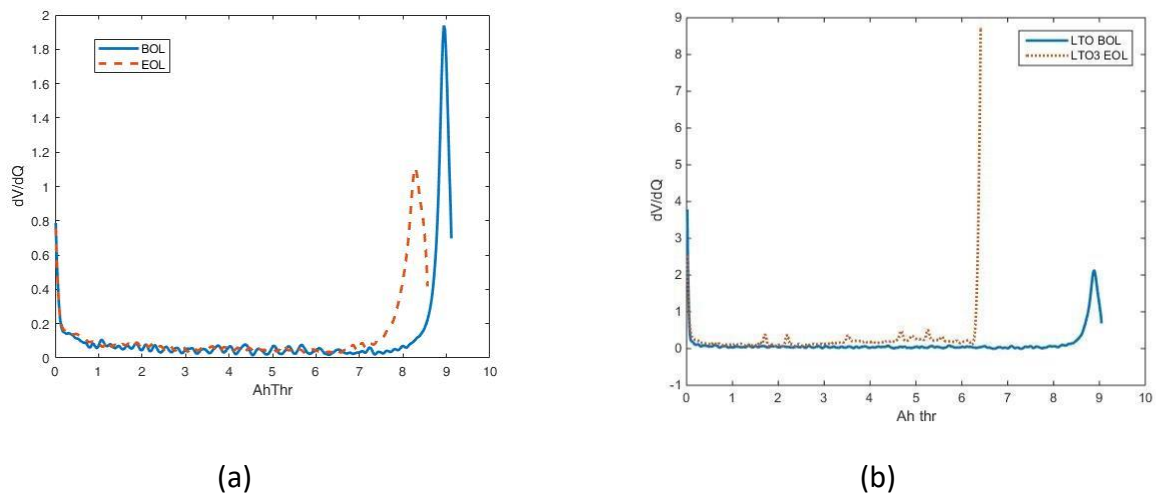 2
1.8
1.6
1.4
1.2
1
0.8
0.6
0.4
0.2
0
dV/dQ
BOL
EOL
0 1 2 3 4 5 6 7 8 9 10
AhThr
(a)
9
8
7
6
5
4
3
2
1
0
-1
dV/dQ
LTO BOL
LTO3 EOL
0 1 2 3 4 5 6 7 8 9 10
Ah thr
(b)